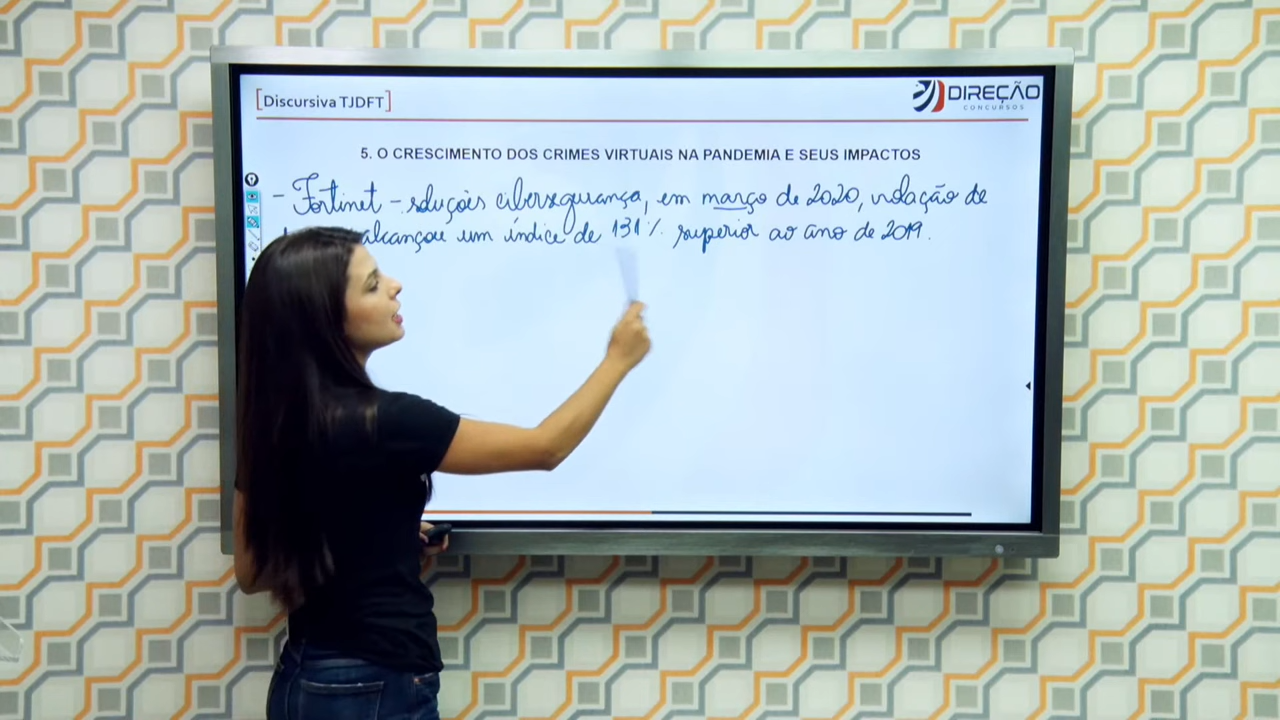 [Discursiva TJDFT]
DIREÇÃO
CONCURSOS
5. O CRESCIMENTO DOS CRIMES VIRTUAIS NA PANDEMIA E SEUS IMPACTOS
- Fortinet - soluções cibersegurança, em março de 2020, violação de
alcançou um índice de 131% superior ao ano de 2019.